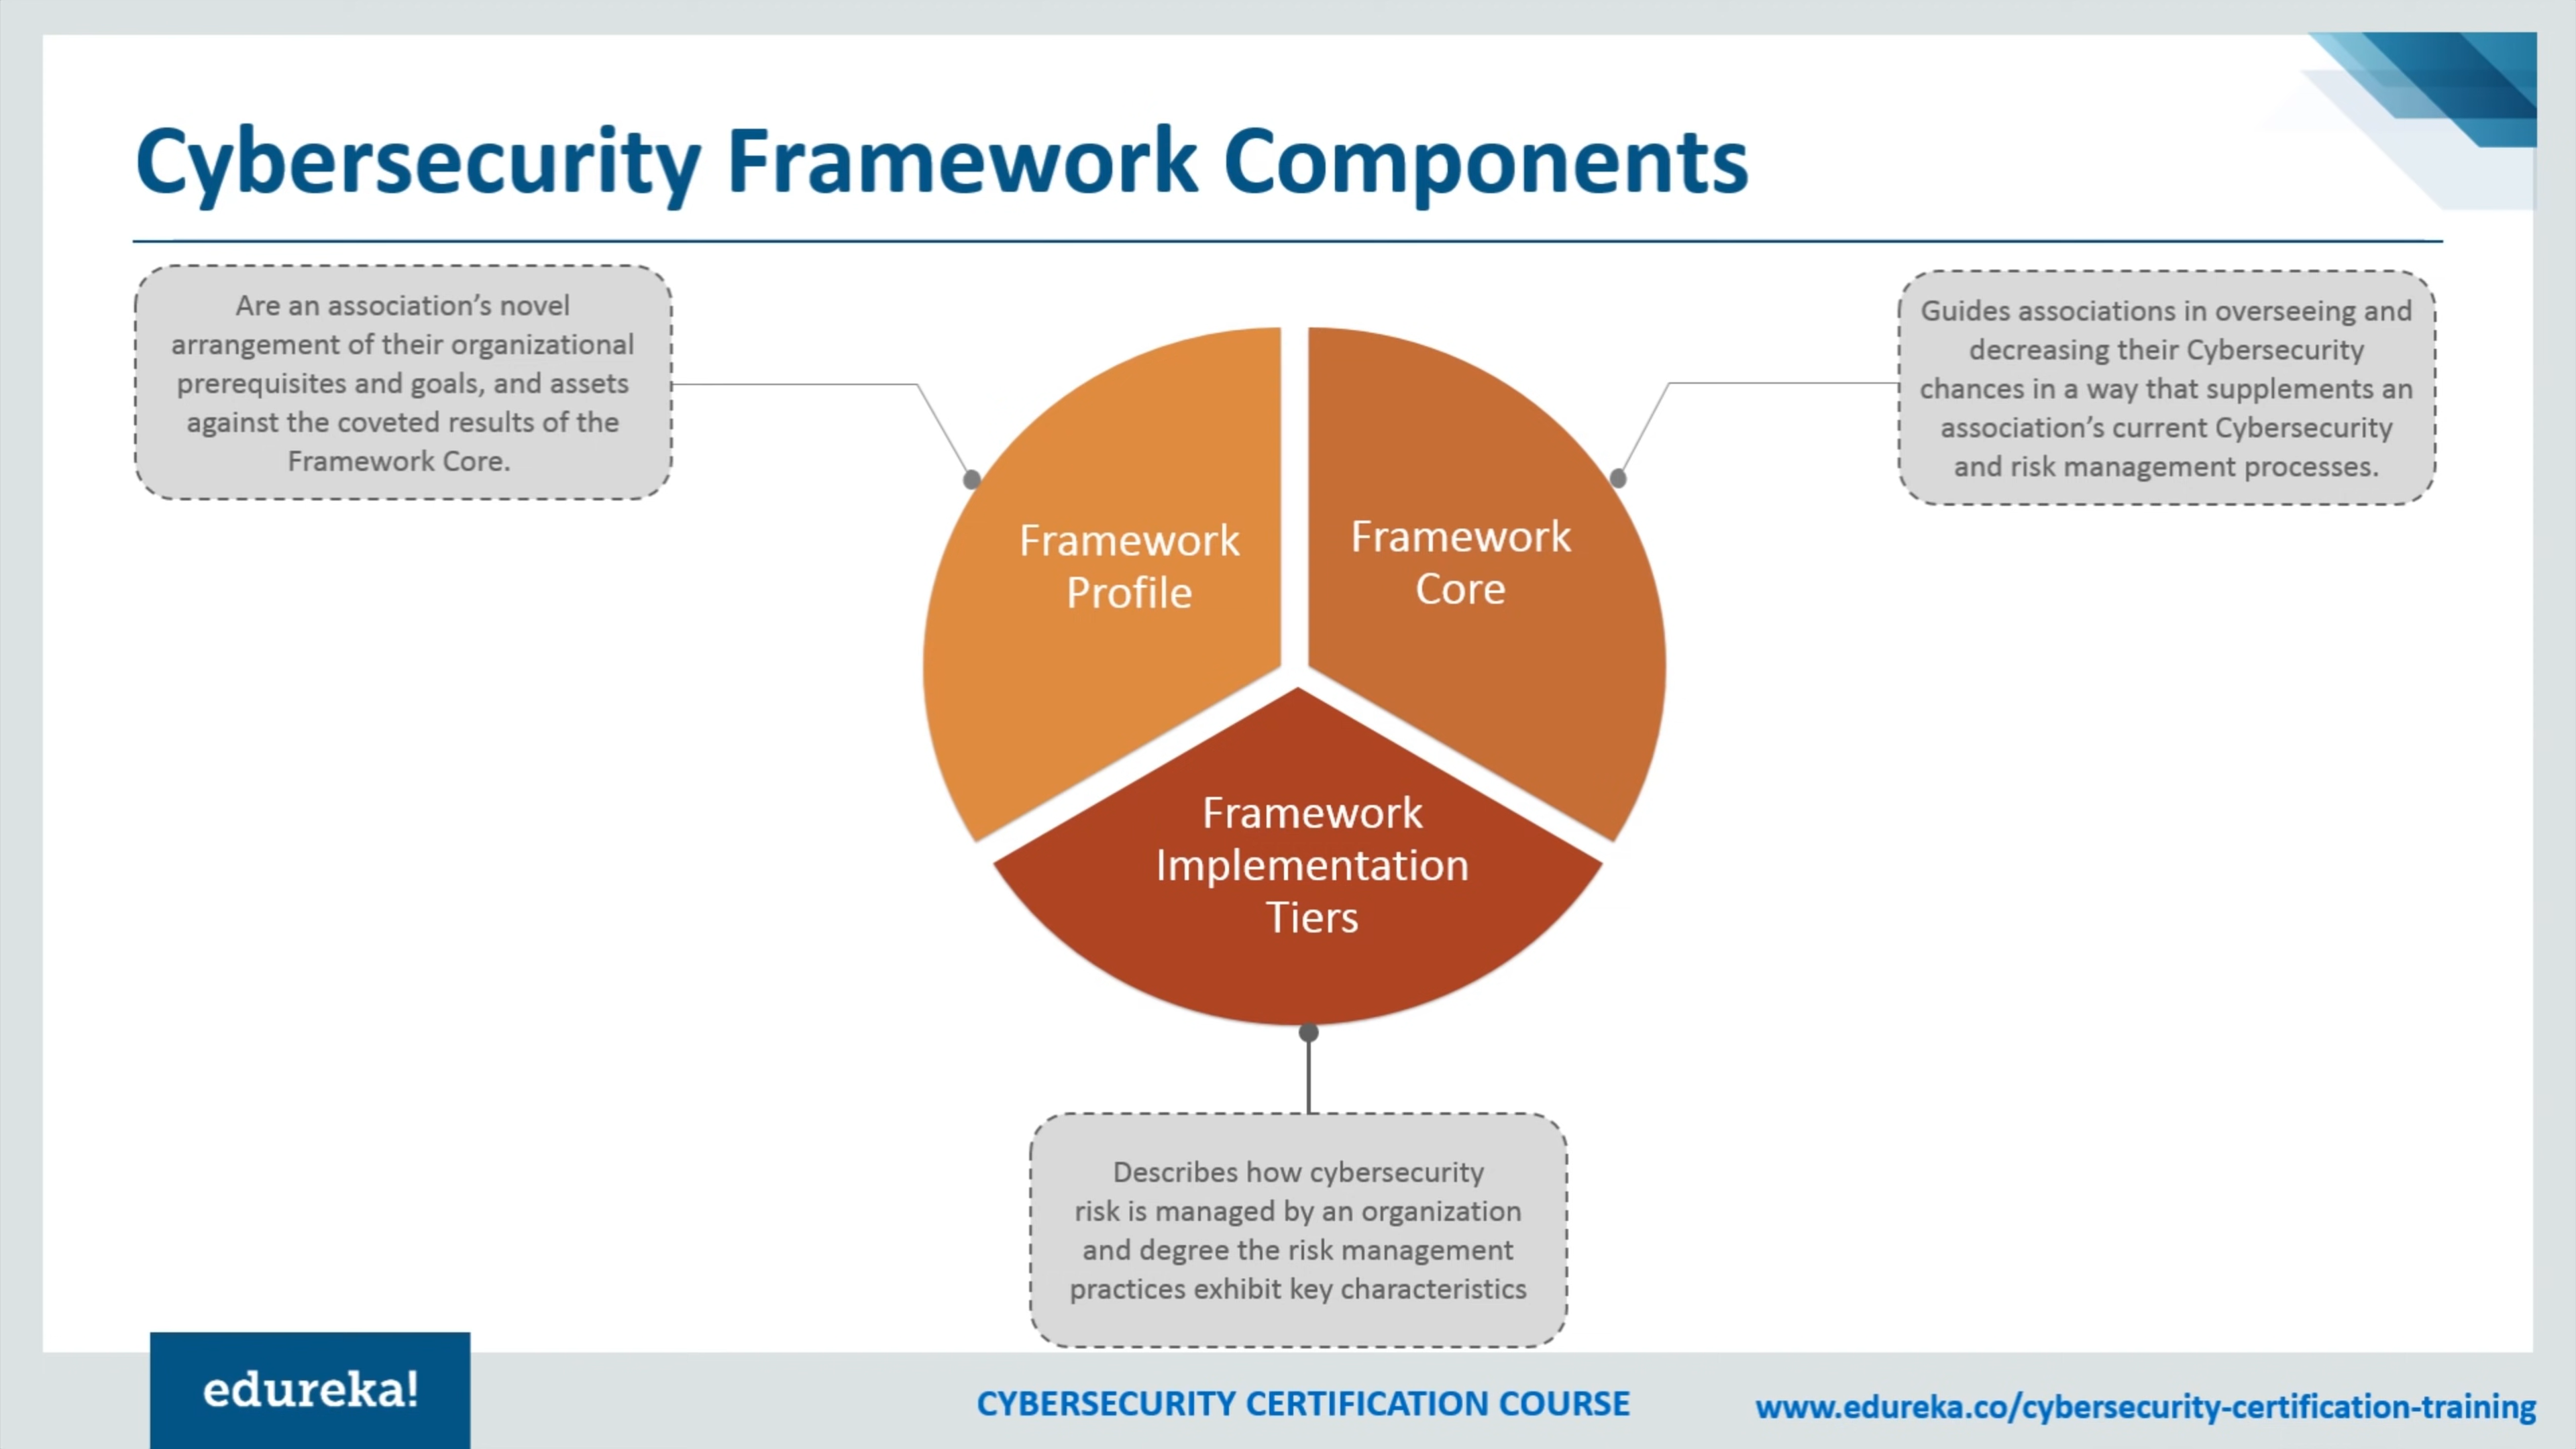 Cybersecurity Framework Components
Are an association’s novel
arrangement of their organizational
prerequisites and goals, and assets
against the coveted results of the
Framework Core.
Guides associations in overseeing and
decreasing their Cybersecurity
chances in a way that supplements an
association’s current Cybersecurity
and risk management processes.
Framework
Profile
Framework
Core
Framework
Implementation
Tiers
Describes how cybersecurity
risk is managed by an organization
and degree the risk management
practices exhibit key characteristics
edureka!
CYBERSECURITY CERTIFICATION COURSE
www.edureka.co/cybersecurity-certification-training